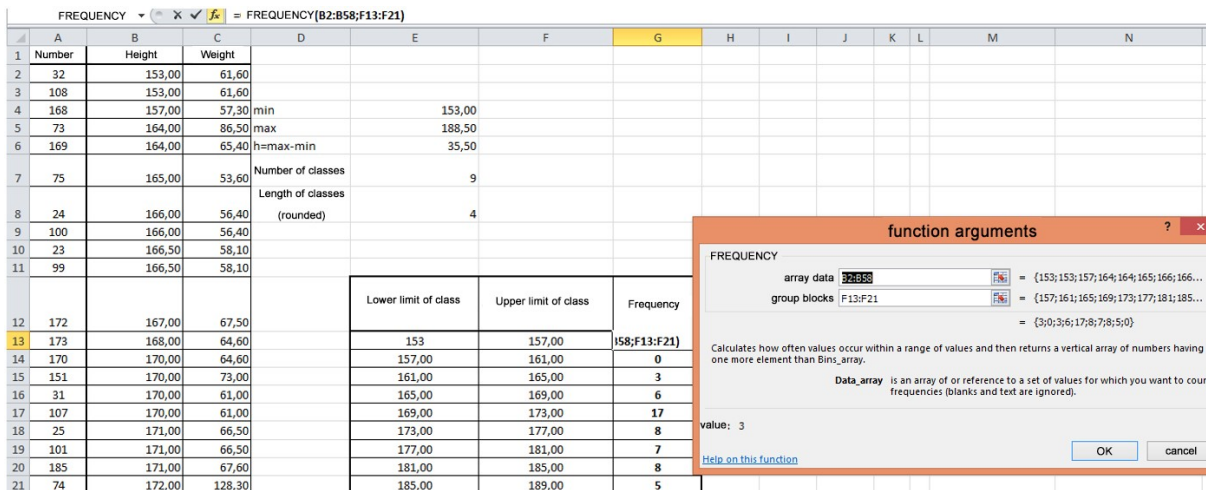 FREQUENCY fx = FREQUENCY(B2:B58;F13:F21)
A B C D E F G H I J K L M N
1 Number Height Weight
2 32 153,00 61,60
3 108 153,00 61,60
4 168 157,00 57,30 min 153,00
5 73 164,00 86,50 max 188,50
6 169 164,00 65,40 h=max-min 35,50
7 75 165,00 53,60 Number of classes 9
Length of classes
8 24 166,00 56,40 (rounded) 4
9 100 166,00 56,40
10 23 166,50 58,10
11 99 166,50 58,10
12 172 167,00 67,50 Lower limit of class Upper limit of class Frequency
13 173 168,00 64,60 153 157,00 B58;F13:F21)
14 170 170,00 64,60 157,00 161,00 0
15 151 170,00 73,00 161,00 165,00 3
16 31 170,00 61,00 165,00 169,00 6
17 107 170,00 61,00 169,00 173,00 17
18 25 171,00 66,50 173,00 177,00 8
19 101 171,00 66,50 177,00 181,00 7
20 185 171,00 67,60 181,00 185,00 8
21 74 172,00 128,30 185,00 189,00 5
function arguments ?
FREQUENCY
array data B2:B58 = {153;153;157;164;164;165;166;166...
group blocks F13:F21 = {157;161;165;169;173;177;181;185...
= {3;0;3;6;17;8;7;8;5;0}
Calculates how often values occur within a range of values and then returns a vertical array of numbers having
one more element than Bins_array.
Data_array is an array of or reference to a set of values for which you want to cour
frequencies (blanks and text are ignored).
value: 3
Help on this function OK cancel